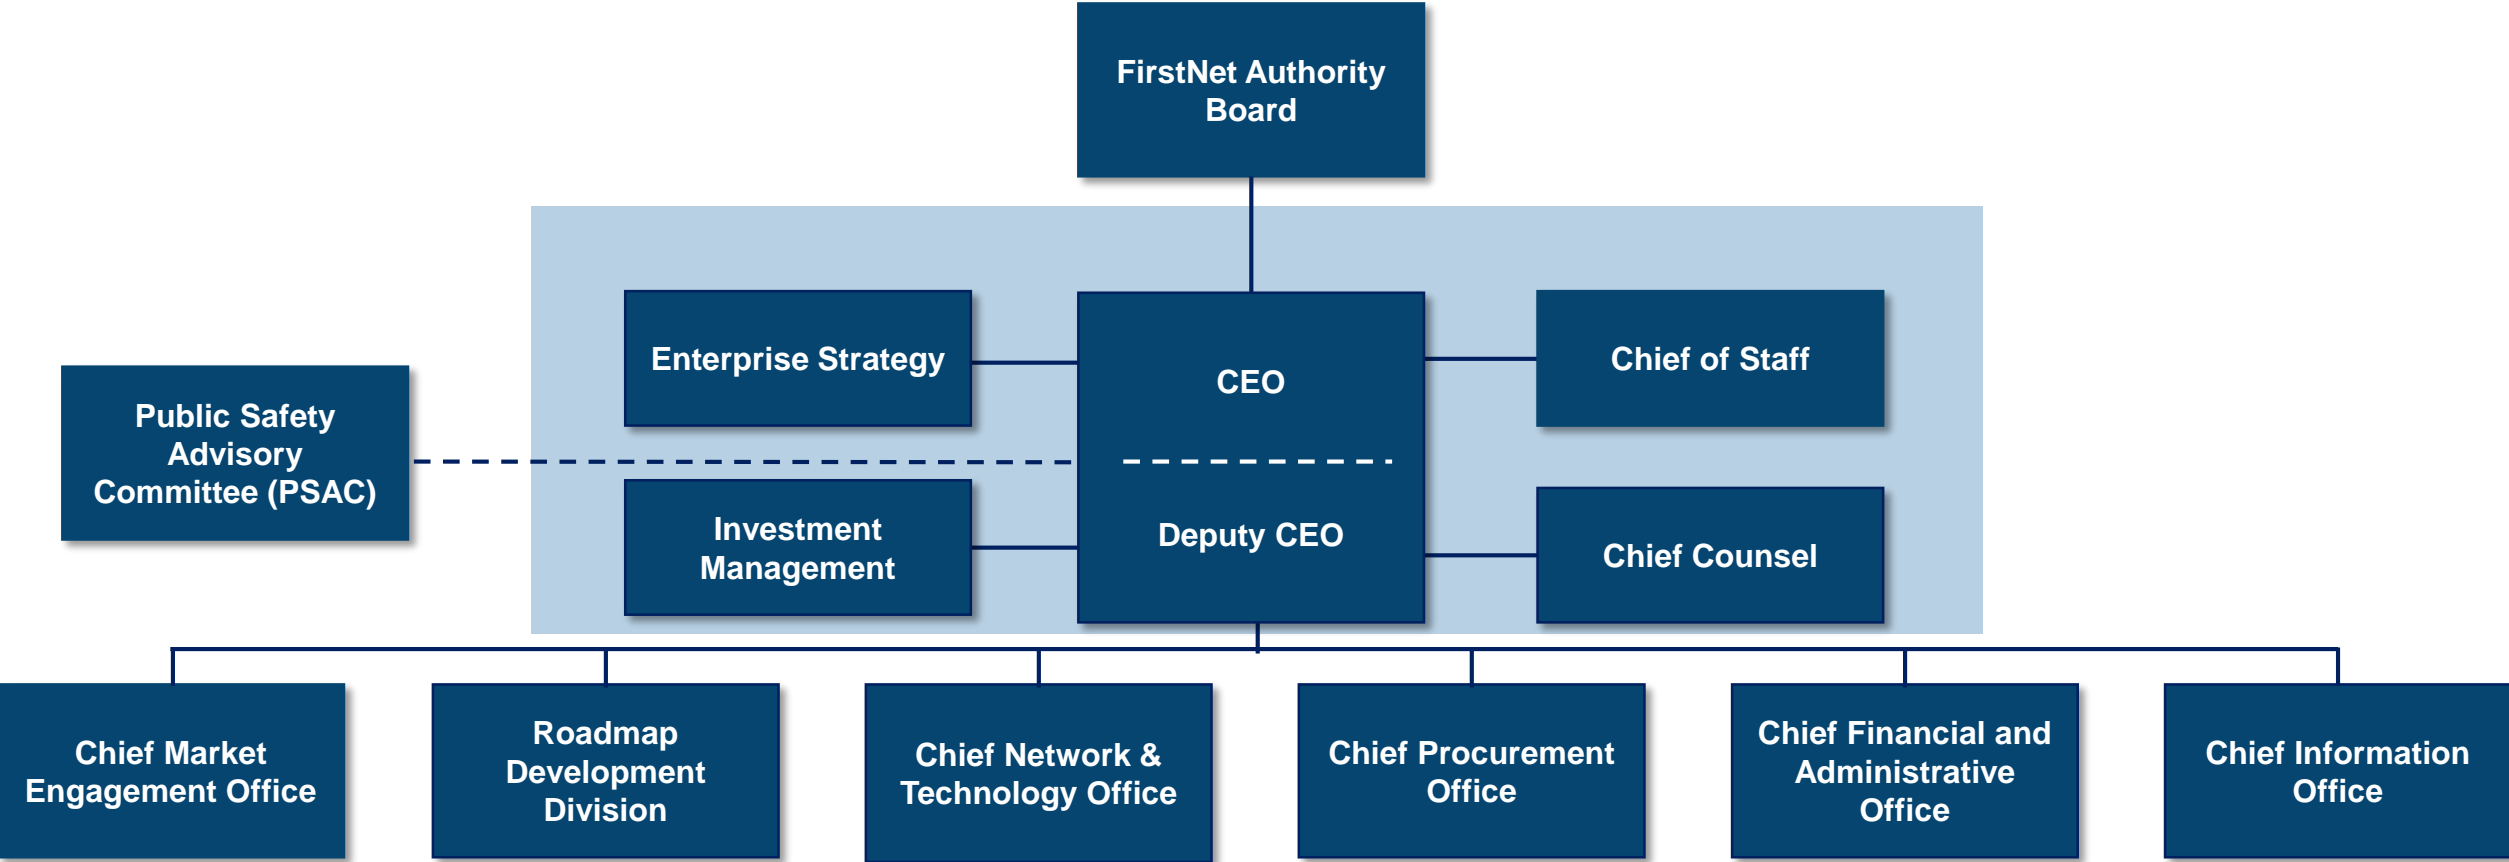 FirstNet Authority
Board
Enterprise Strategy
CEO
Chief of Staff
Public Safety
Advisory
Committee (PSAC)
Investment
Management
Deputy CEO
Chief Counsel
Chief Market
Engagement Office
Roadmap
Development
Division
Chief Network &
Technology Office
Chief Procurement
Office
Chief Financial and
Administrative
Office
Chief Information
Office